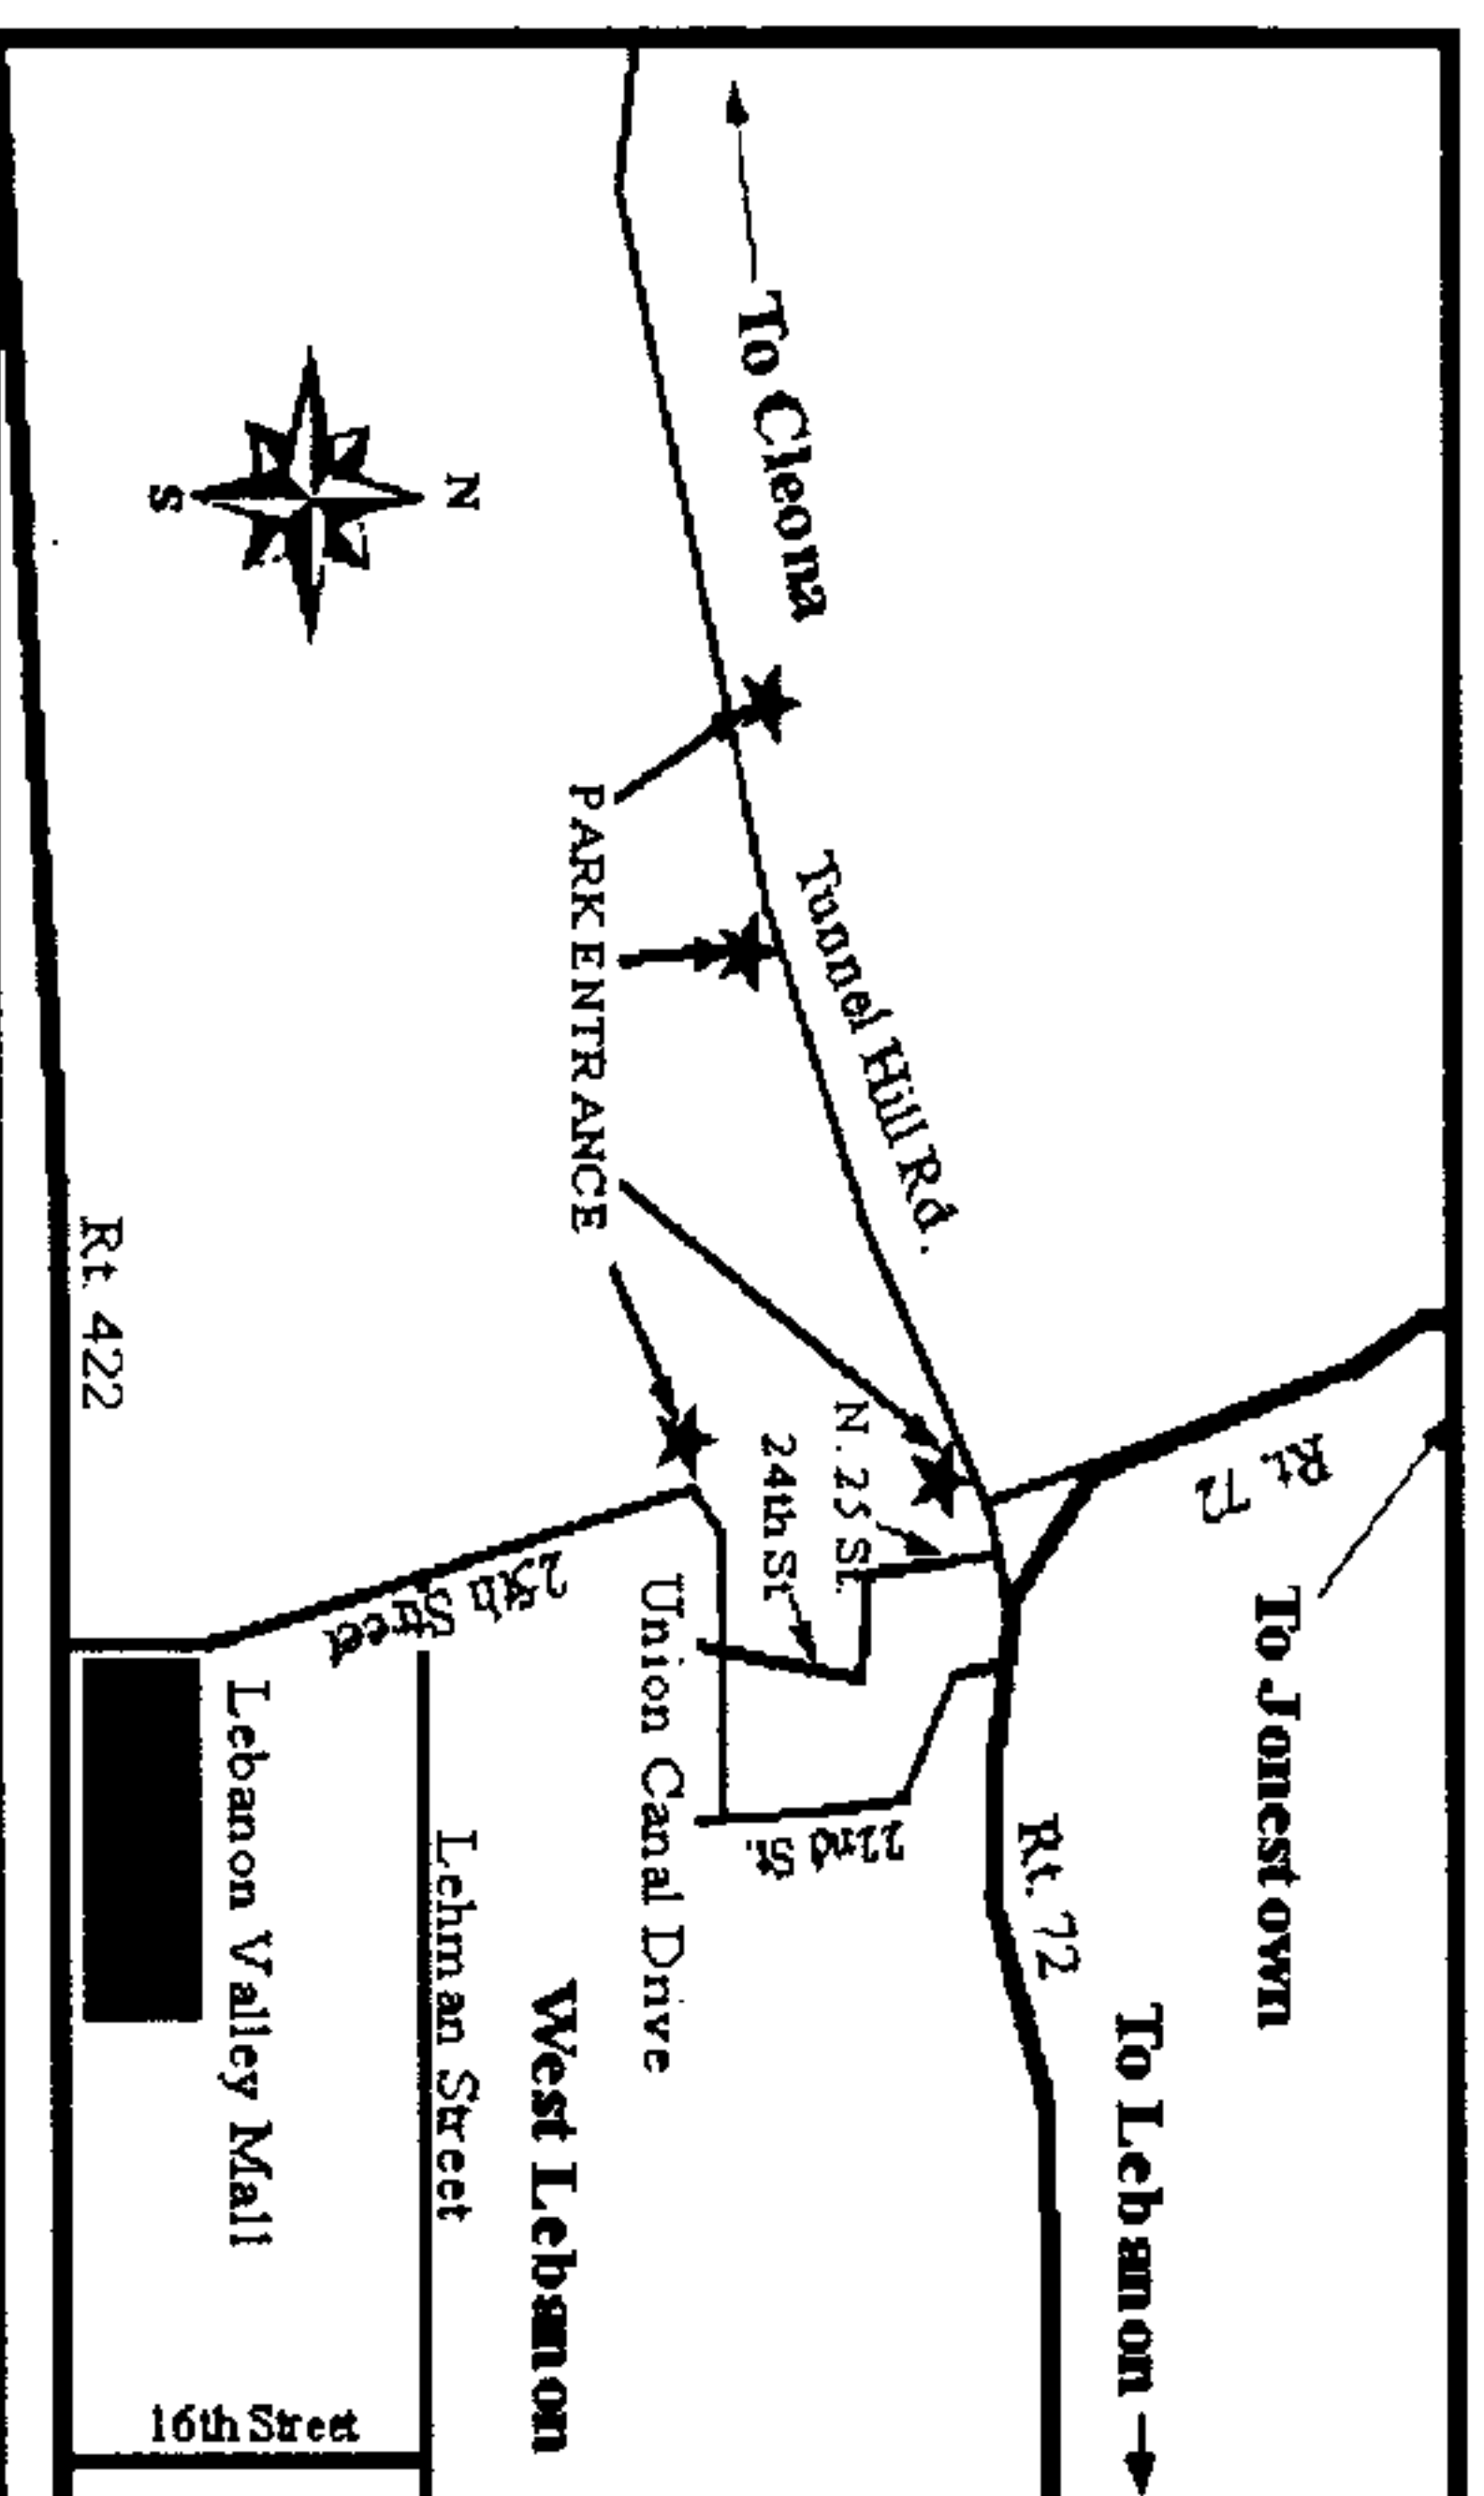 To Jonestown
Rt 72
To Lebanon
Rt. 72
To Cleona
Tunnel Hill Rd.
N. 25 St.
24th St
22nd St.
PARK ENTRANCE
Union Canal Drive
West Lebanon
25th Street
Lehman Street
N
S
Lebanon Valley Mall
16th Street
Rt 422